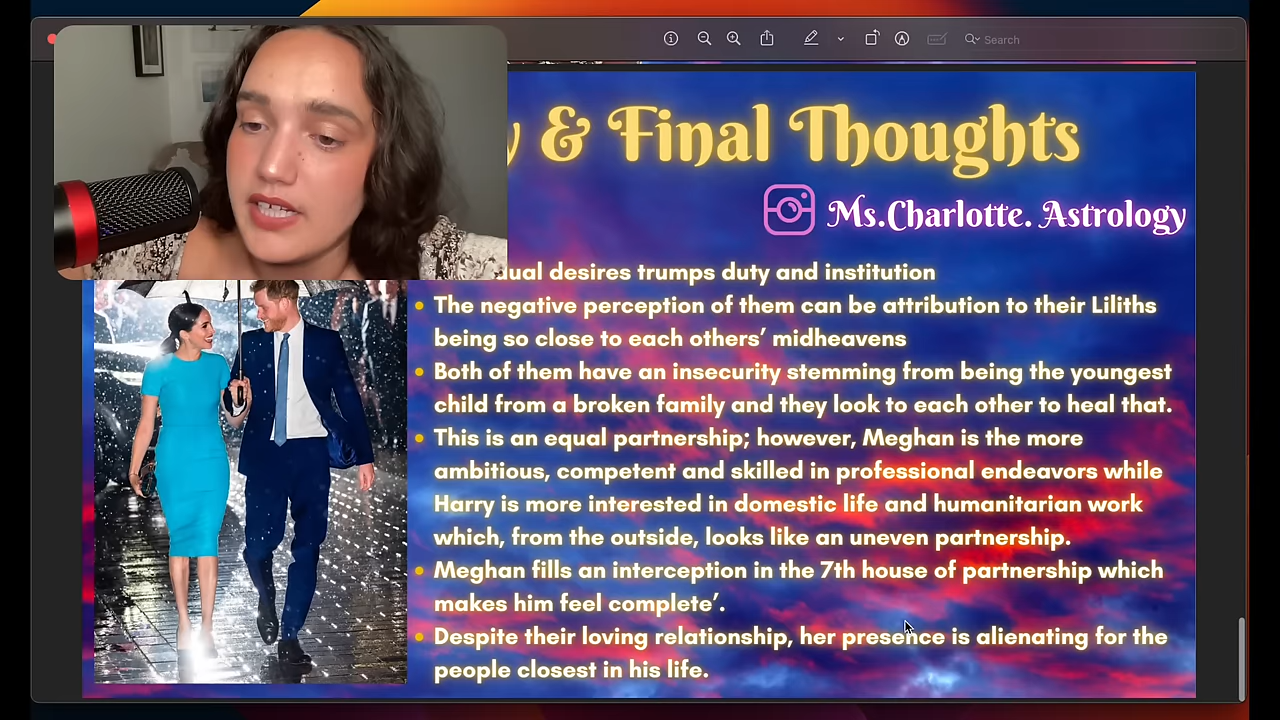 Search
& Final Thoughts
Ms.Charlotte. Astrology
desires trumps duty and institution
The negative perception of them can be attribution to their Liliths
being so close to each others’ midheavens
Both of them have an insecurity stemming from being the youngest
child from a broken family and they look to each other to heal that.
This is an equal partnership; however, Meghan is the more
ambitious, competent and skilled in professional endeavors while
Harry is more interested in domestic life and humanitarian work
which, from the outside, looks like an uneven partnership.
Meghan fills an interception in the 7th house of partnership which
makes him feel complete’.
Despite their loving relationship, her presence is alienating for the
people closest in his life.